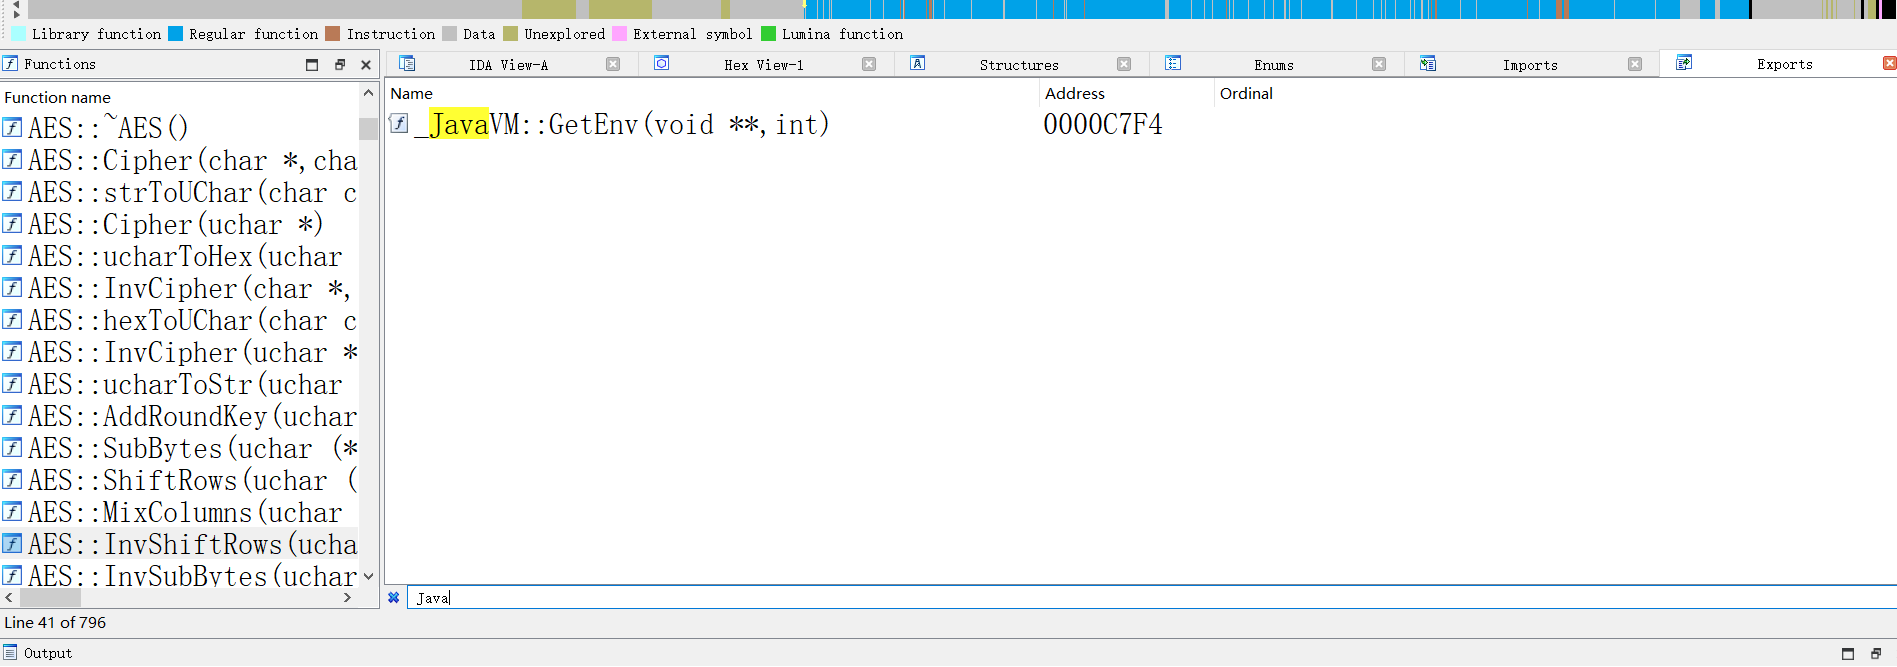 Library function Regular function Instruction Data Unexplored External symbol Lumina function
Functions
IDA View-A Hex View-1 Structures Enums Imports Exports
Function name
AES::~AES()
AES::Cipher(char *,cha
AES::strToUChar(char c
AES::Cipher(uchar *)
AES::ucharToHex(uchar
AES::InvCipher(char *,
AES::hexToUChar(char c
AES::InvCipher(uchar *
AES::ucharToStr(uchar
AES::AddRoundKey(uchar
AES::SubBytes(uchar (*
AES::ShiftRows(uchar (
AES::MixColumns(uchar
AES::InvShiftRows(ucha
AES::InvSubBytes(uchar
Line 41 of 796
Name Address Ordinal
_JavaVM::GetEnv(void **,int) 0000C7F4
Java
Output